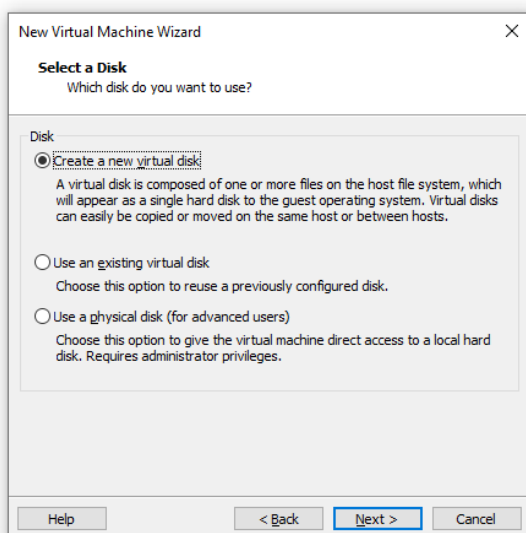 New Virtual Machine Wizard
Select a Disk
Which disk do you want to use?
Disk
Create a new virtual disk
A virtual disk is composed of one or more files on the host file system, which
will appear as a single hard disk to the guest operating system. Virtual disks
can easily be copied or moved on the same host or between hosts.
Use an existing virtual disk
Choose this option to reuse a previously configured disk.
Use a physical disk (for advanced users)
Choose this option to give the virtual machine direct access to a local hard
disk. Requires administrator privileges.
Help
< Back
Next >
Cancel